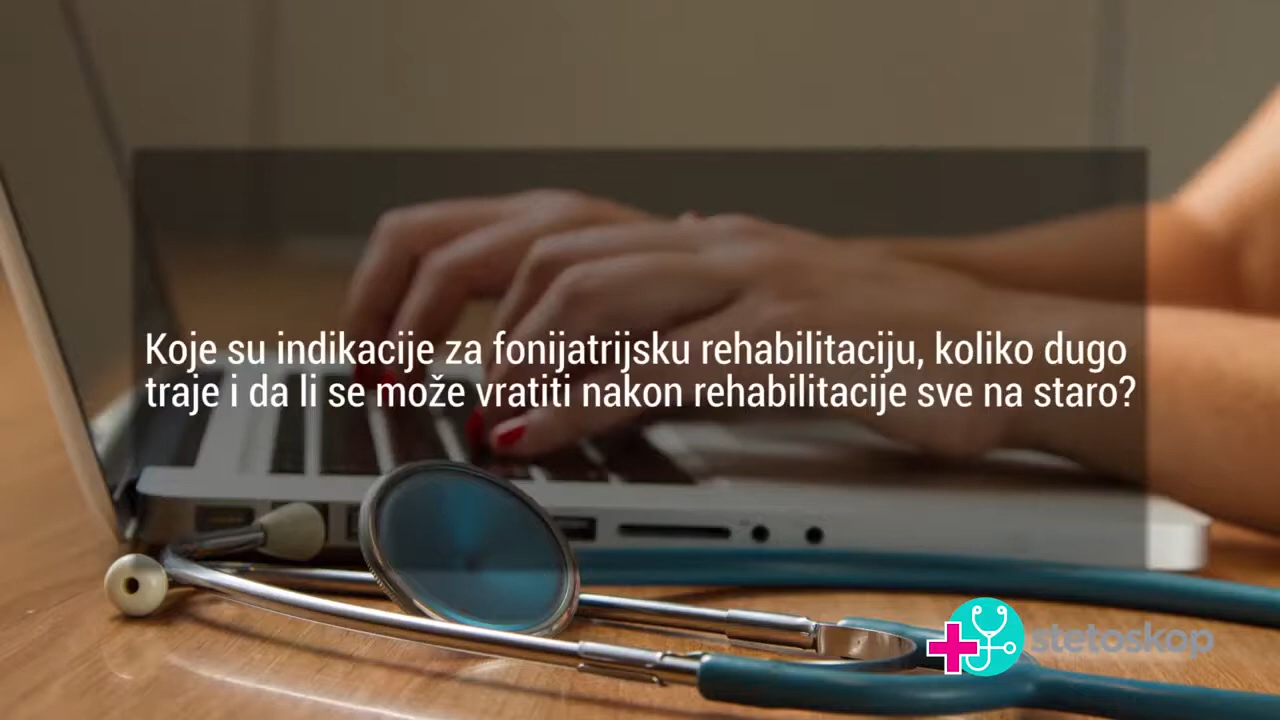 Koje su indikacije za fonijatrijsku rehabilitaciju, koliko dugo
traje i da li se može vratiti nakon rehabilitacije sve na staro?
stetoskop